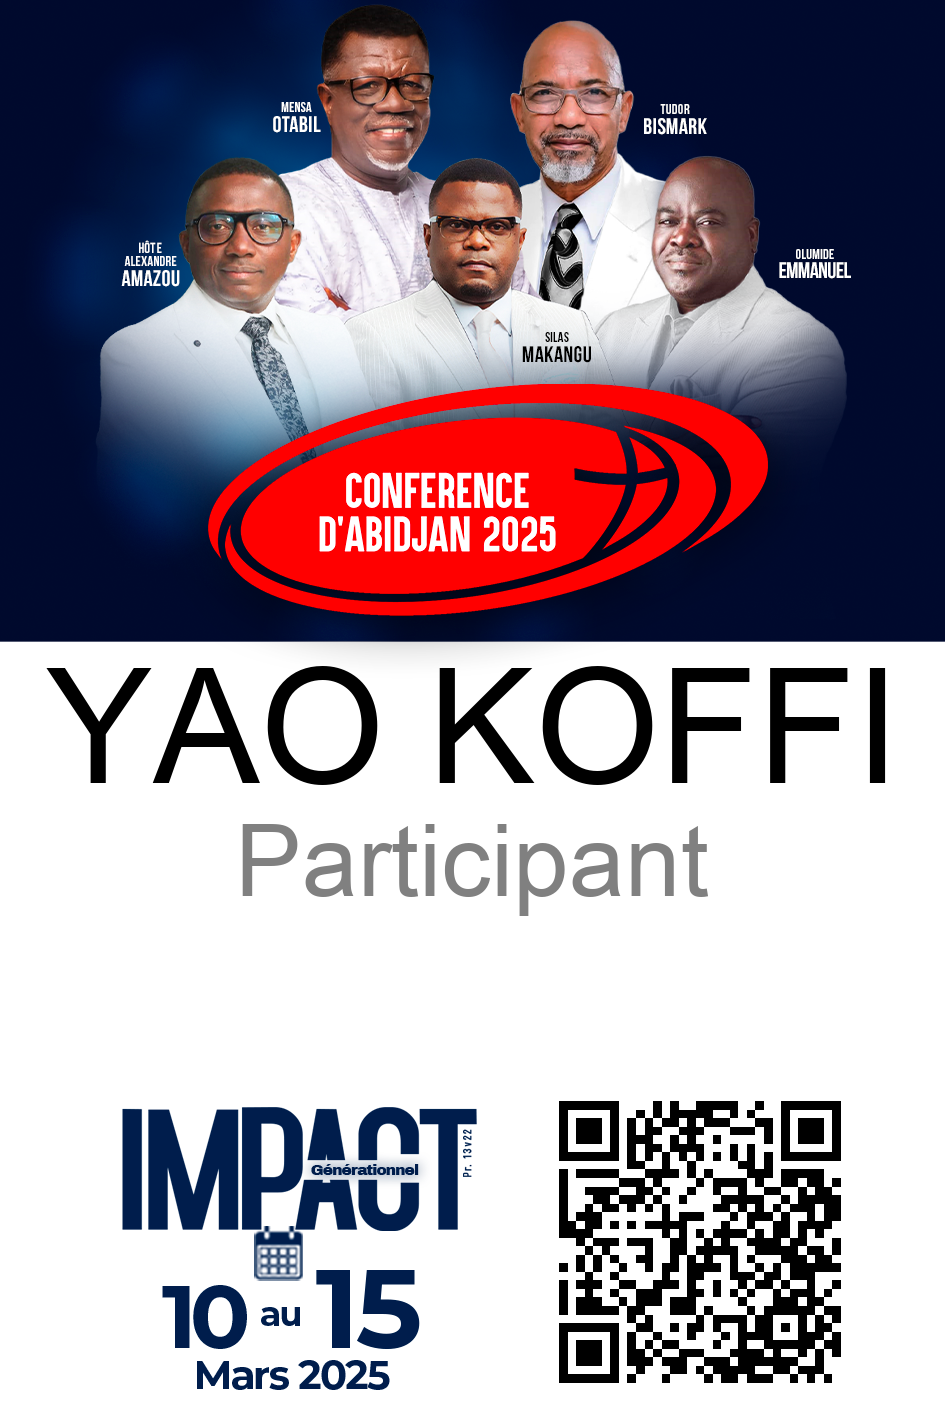 MENSA
OTABIL
TUDOR
BISMARK
HÔTE
ALEXANDRE
AMAZOU
OLUMIDE
EMMANUEL
SILAS
MAKANGU
CONFERENCE
D'ABIDJAN 2025
YAO KOFFI
Participant
IMPACT
Générationnel
Pr. 13v22
10 au 15
Mars 2025